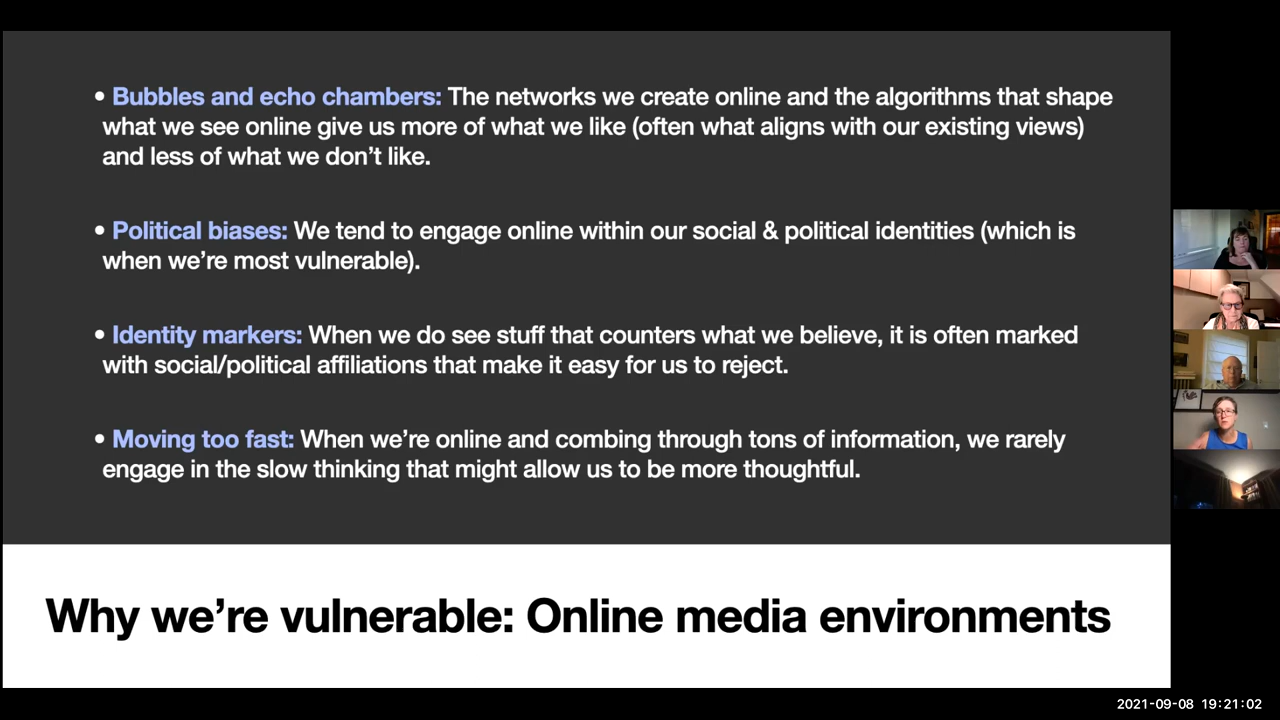 • Bubbles and echo chambers: The networks we create online and the algorithms that shape
what we see online give us more of what we like (often what aligns with our existing views)
and less of what we don’t like.
• Political biases: We tend to engage online within our social & political identities (which is
when we’re most vulnerable).
• Identity markers: When we do see stuff that counters what we believe, it is often marked
with social/political affiliations that make it easy for us to reject.
• Moving too fast: When we’re online and combing through tons of information, we rarely
engage in the slow thinking that might allow us to be more thoughtful.
Why we’re vulnerable: Online media environments
2021-09-08 19:21:02